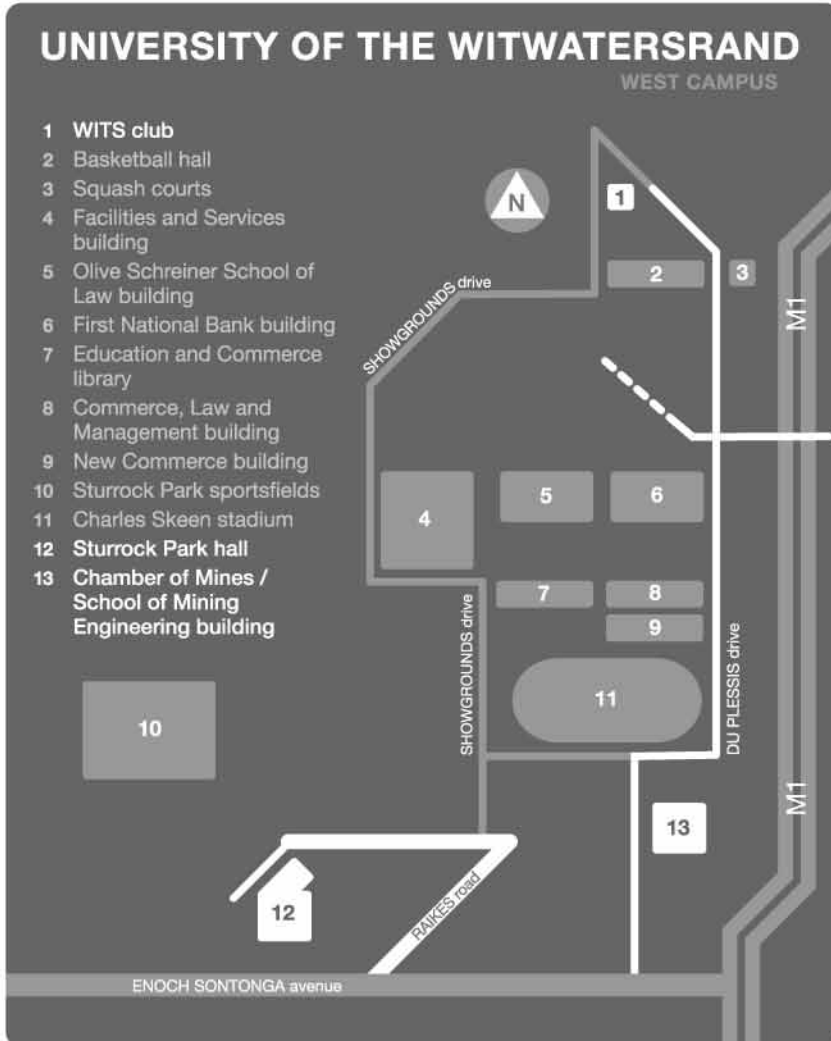 UNIVERSITY OF THE WITWATERSRAND
WEST CAMPUS
1 WITS club
2 Basketball hall
3 Squash courts
4 Facilities and Services
building
5 Olive Schreiner School of
Law building
6 First National Bank building
7 Education and Commerce
library
8 Commerce, Law and
Management building
9 New Commerce building
10 Sturrock Park sportsfields
11 Charles Skeen stadium
12 Sturrock Park hall
13 Chamber of Mines /
School of Mining
Engineering building
N
1
2
3
SHOWGROUNDS drive
M1
4
5
6
7
8
9
SHOWGROUNDS drive
DU PLESSIS drive
10
11
M1
13
12
RAIKES road
ENOCH SONTONGA avenue